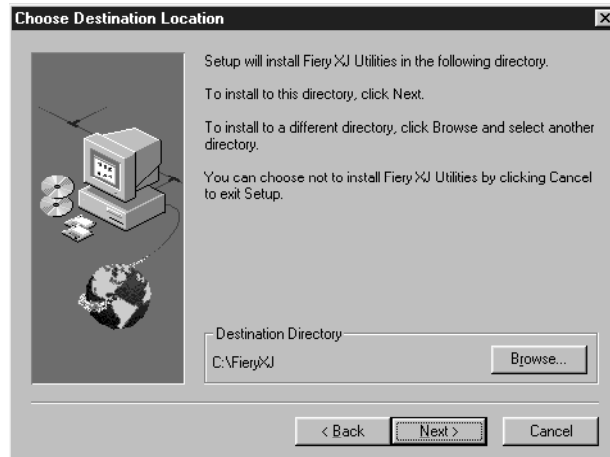 Choose Destination Location
Setup will install Fiery XJ Utilities in the following directory.
To install to this directory, click Next.
To install to a different directory, click Browse and select another
directory.
You can choose not to install Fiery XJ Utilities by clicking Cancel
to exit Setup.
Destination Directory
C:\FieryXJ
Browse...
< Back
Next >
Cancel